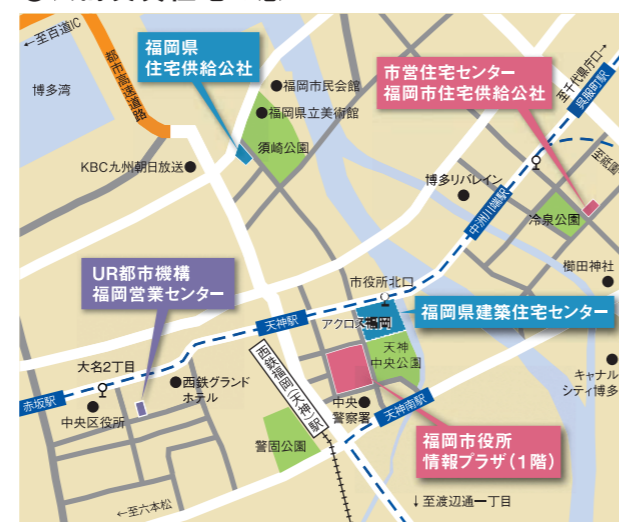 ←至百道IC
都市高速道路
博多湾
福岡県
住宅供給公社
●福岡市民会館
●福岡県立美術館
須崎公園
KBC九州朝日放送●
市営住宅センター
福岡市住宅供給公社
至千代県庁口→
呉服町駅
博多リバレイン
中洲川端駅
冷泉公園
櫛田神社
UR都市機構
福岡営業センター
市役所北口
天神駅
アクロス福岡
福岡県建築住宅センター
天神
中央公園
大名2丁目
●西鉄グランド
ホテル
西鉄福岡(天神)駅
赤坂駅
中央区役所
中央●
警察署
天神南駅
キャナル
シティ博多
警固公園
福岡市役所
情報プラザ(1階)
←至六本松
↓至渡辺通一丁目